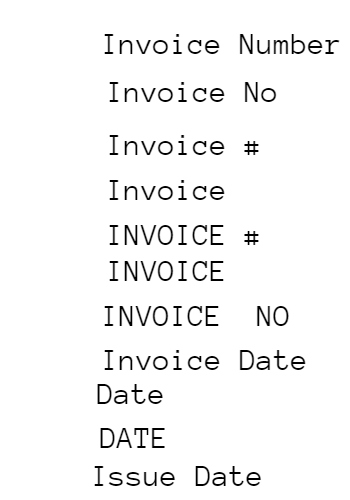 Invoice Number
Invoice No
Invoice #
Invoice
INVOICE #
INVOICE
INVOICE  NO
Invoice Date
Date
DATE
Issue Date